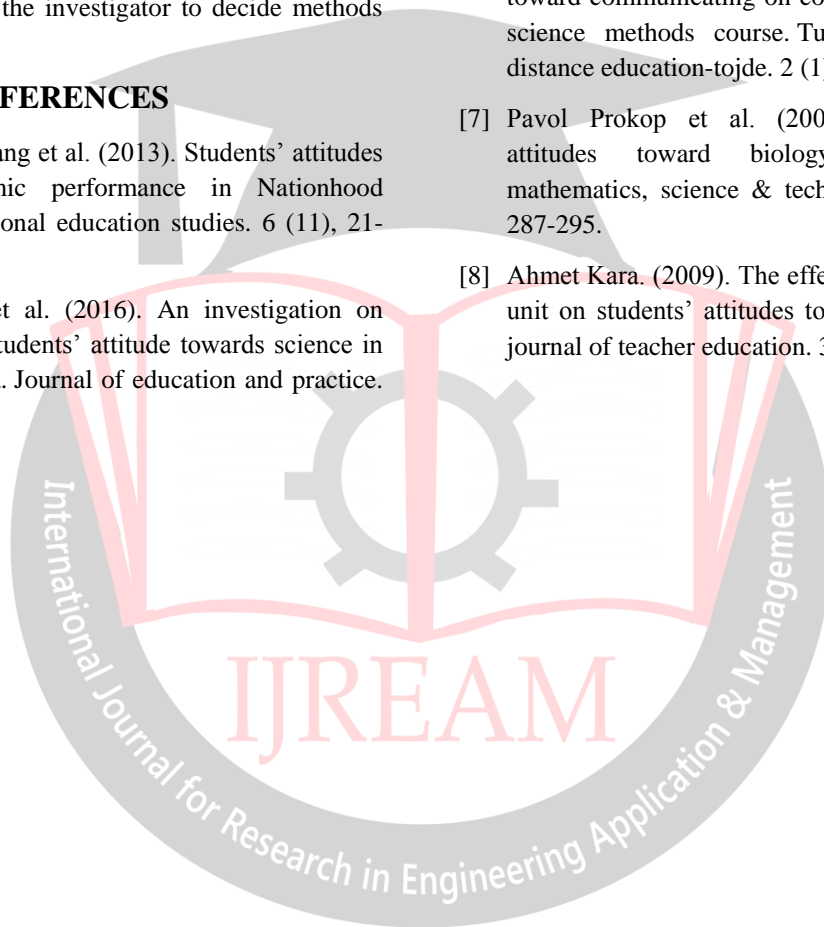 the investigator to decide methods
FERENCES
ang et al. (2013). Students’ attitudes
nic performance in Nationhood
ional education studies. 6 (11), 21-
et al. (2016). An investigation on
tudents’ attitude towards science in
. Journal of education and practice.
toward communicating on co
science methods course. Tu
distance education-tojde. 2 (1)
[7] Pavol Prokop et al. (200
attitudes toward biology
mathematics, science & tech
287-295.
[8] Ahmet Kara. (2009). The effe
unit on students’ attitudes to
journal of teacher education. 3
IJREAM
International Journal for Research in Engineering Application & Management